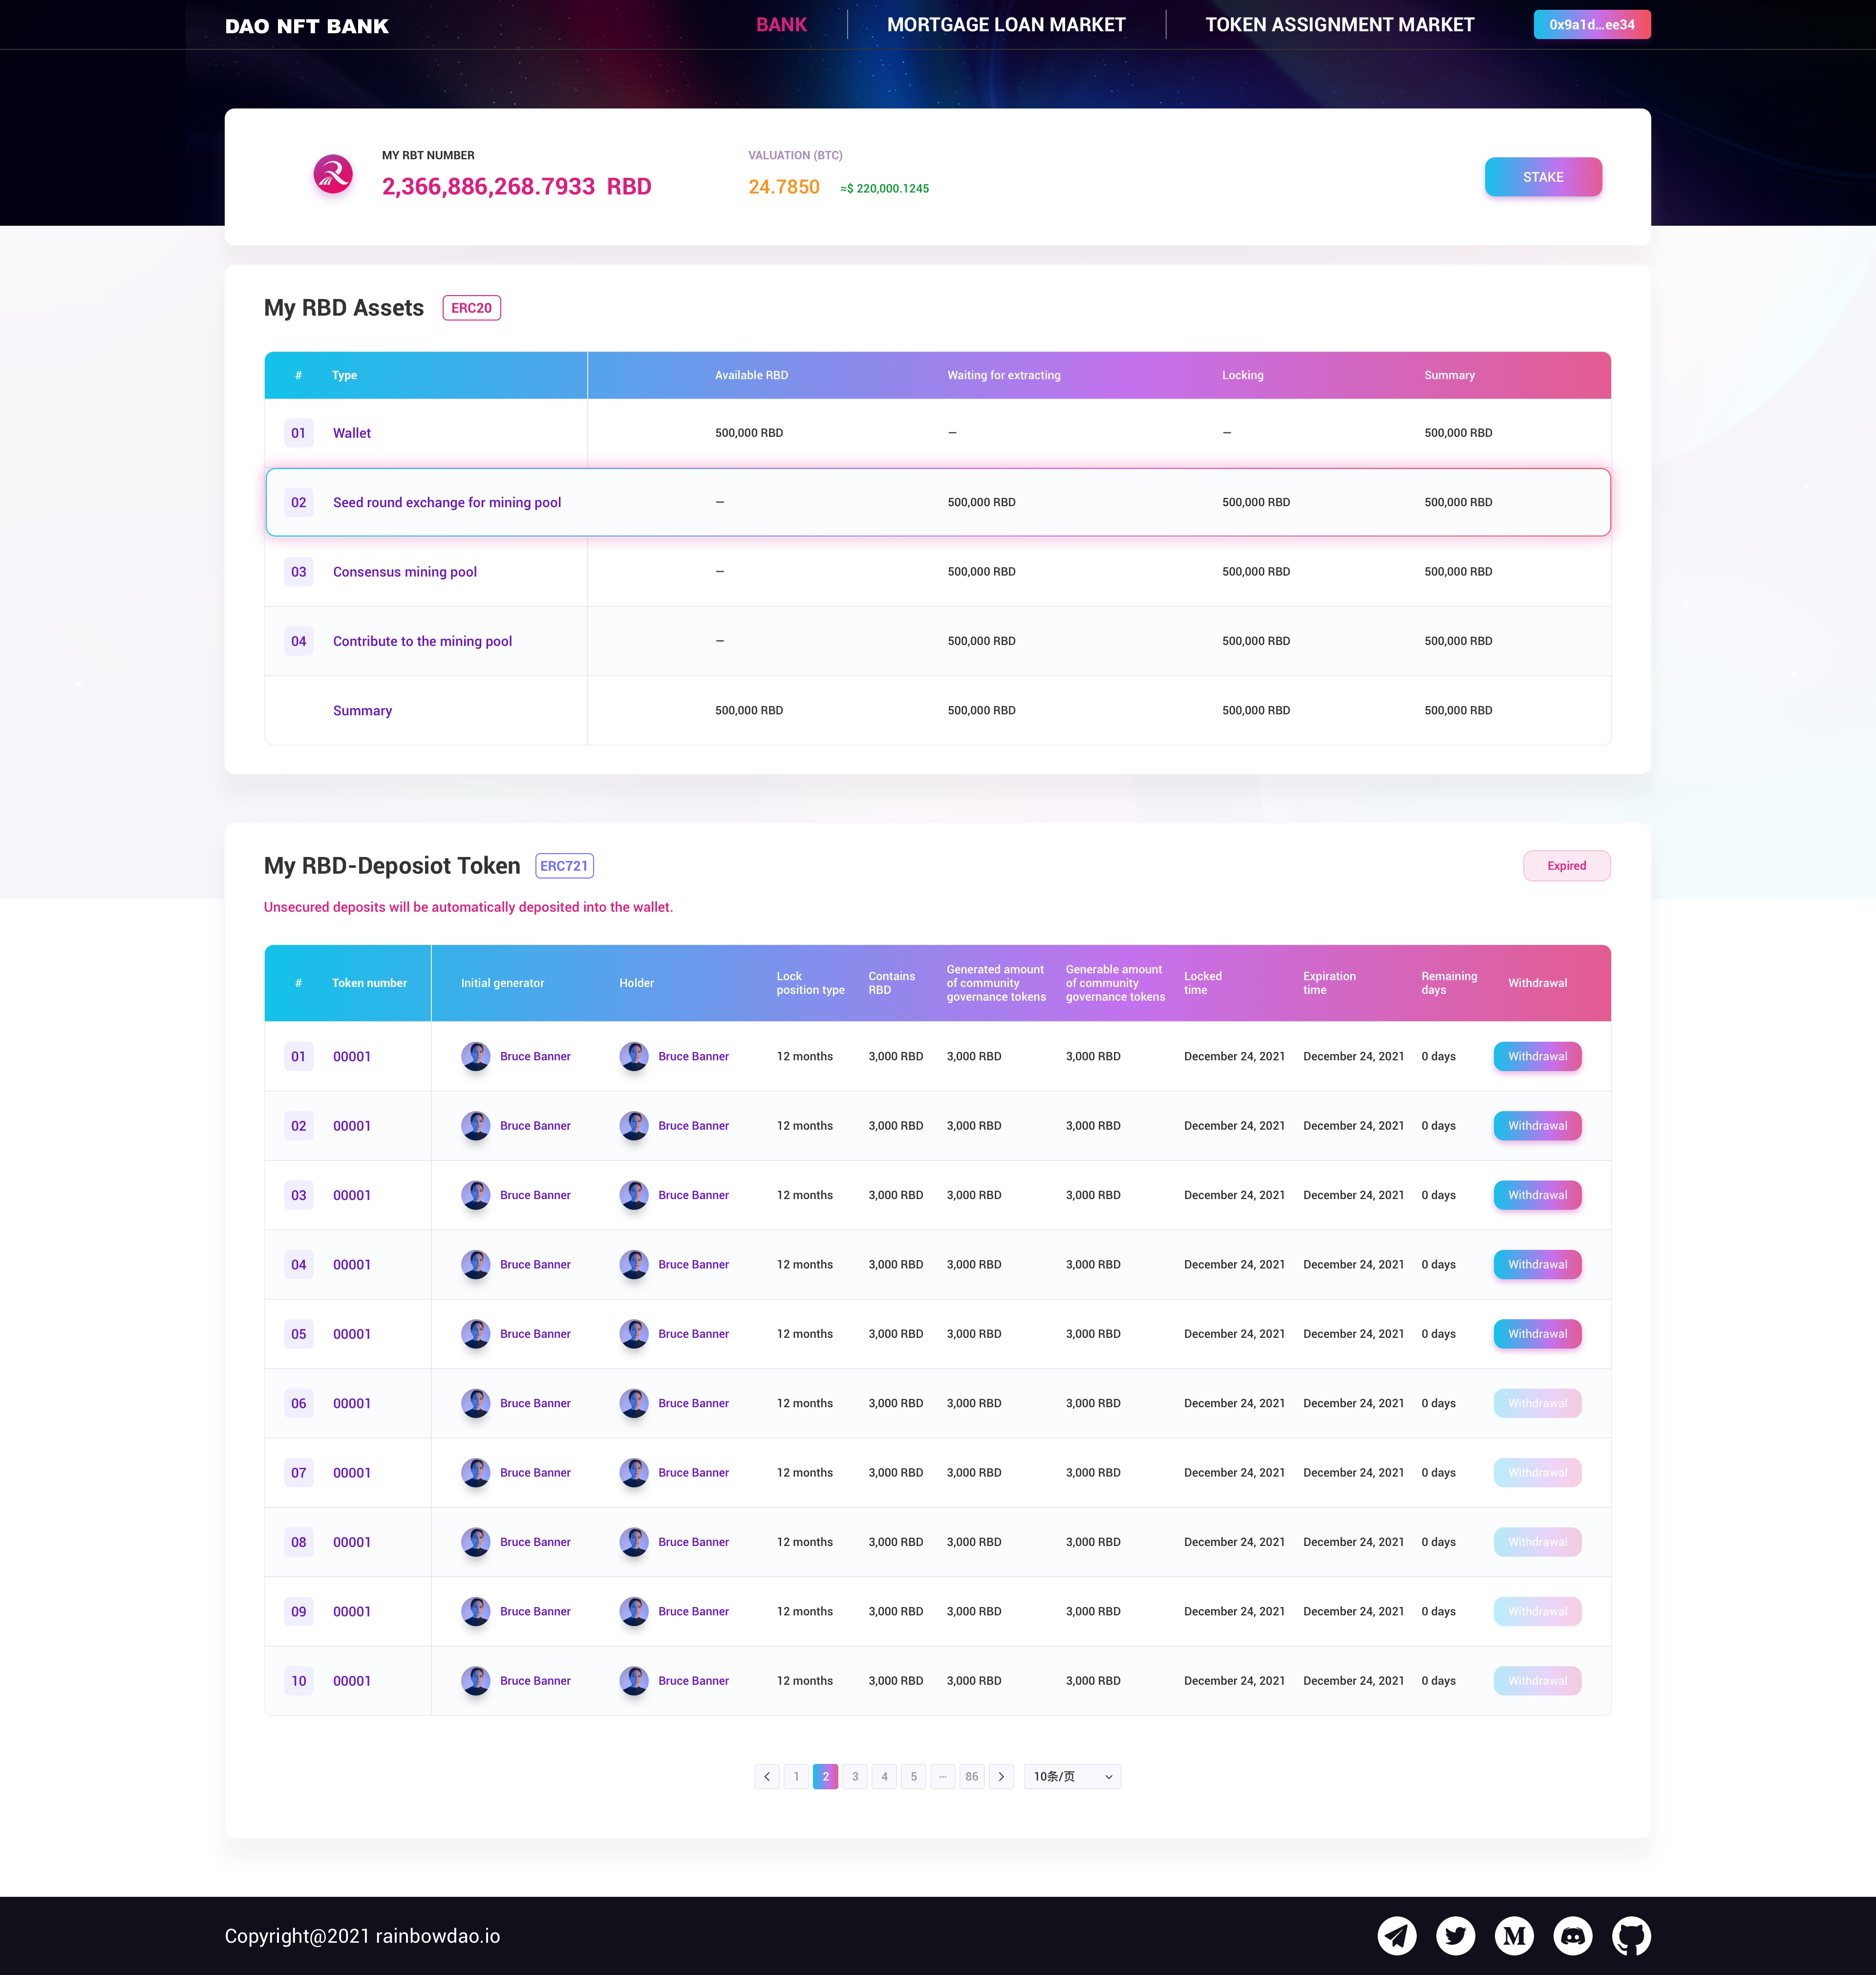 DAO NFT BANK
BANK
MORTGAGE LOAN MARKET
TOKEN ASSIGNMENT MARKET
0x9a1d...ee34
MY RBT NUMBER
VALUATION (BTC)
2,366,886,268.7933 RBD
24.7850 ≈$ 220,000.1245
STAKE
My RBD Assets ERC20
# Type Available RBD Waiting for extracting Locking Summary
01 Wallet 500,000 RBD — — 500,000 RBD
02 Seed round exchange for mining pool — 500,000 RBD 500,000 RBD 500,000 RBD
03 Consensus mining pool — 500,000 RBD 500,000 RBD 500,000 RBD
04 Contribute to the mining pool — 500,000 RBD 500,000 RBD 500,000 RBD
Summary 500,000 RBD 500,000 RBD 500,000 RBD 500,000 RBD
My RBD-Deposiot Token ERC721
Expired
Unsecured deposits will be automatically deposited into the wallet.
# Token number Initial generator Holder Lock position type Contains RBD Generated amount of community governance tokens Generable amount of community governance tokens Locked time Expiration time Remaining days Withdrawal
01 00001 Bruce Banner Bruce Banner 12 months 3,000 RBD 3,000 RBD 3,000 RBD December 24, 2021 December 24, 2021 0 days Withdrawal
02 00001 Bruce Banner Bruce Banner 12 months 3,000 RBD 3,000 RBD 3,000 RBD December 24, 2021 December 24, 2021 0 days Withdrawal
03 00001 Bruce Banner Bruce Banner 12 months 3,000 RBD 3,000 RBD 3,000 RBD December 24, 2021 December 24, 2021 0 days Withdrawal
04 00001 Bruce Banner Bruce Banner 12 months 3,000 RBD 3,000 RBD 3,000 RBD December 24, 2021 December 24, 2021 0 days Withdrawal
05 00001 Bruce Banner Bruce Banner 12 months 3,000 RBD 3,000 RBD 3,000 RBD December 24, 2021 December 24, 2021 0 days Withdrawal
06 00001 Bruce Banner Bruce Banner 12 months 3,000 RBD 3,000 RBD 3,000 RBD December 24, 2021 December 24, 2021 0 days Withdrawal
07 00001 Bruce Banner Bruce Banner 12 months 3,000 RBD 3,000 RBD 3,000 RBD December 24, 2021 December 24, 2021 0 days Withdrawal
08 00001 Bruce Banner Bruce Banner 12 months 3,000 RBD 3,000 RBD 3,000 RBD December 24, 2021 December 24, 2021 0 days Withdrawal
09 00001 Bruce Banner Bruce Banner 12 months 3,000 RBD 3,000 RBD 3,000 RBD December 24, 2021 December 24, 2021 0 days Withdrawal
10 00001 Bruce Banner Bruce Banner 12 months 3,000 RBD 3,000 RBD 3,000 RBD December 24, 2021 December 24, 2021 0 days Withdrawal
1 2 3 4 5 ... 86 10条/页
Copyright@2021 rainbowdao.io